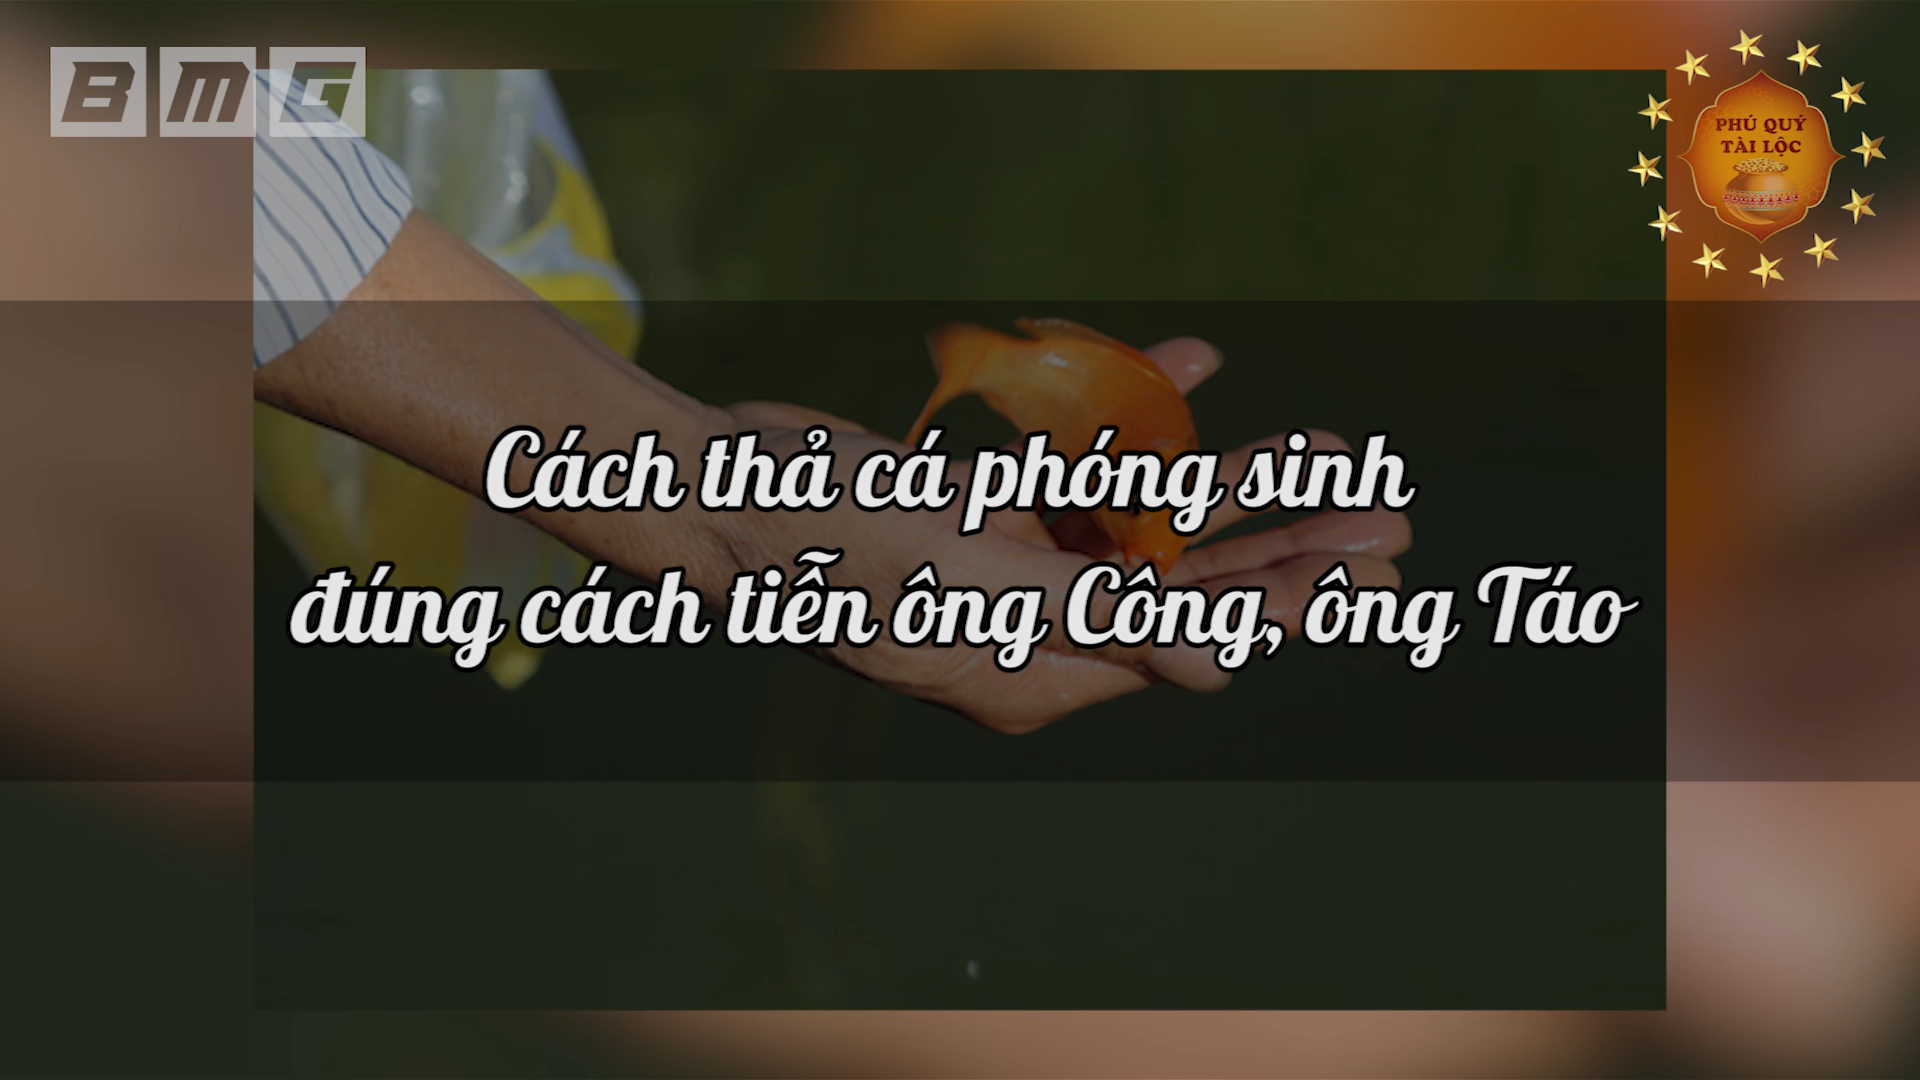 BMG
PHÚ QUÝ
TÀI LỘC
Cách thả cá phóng sinh
đúng cách tiễn ông Công, ông Táo